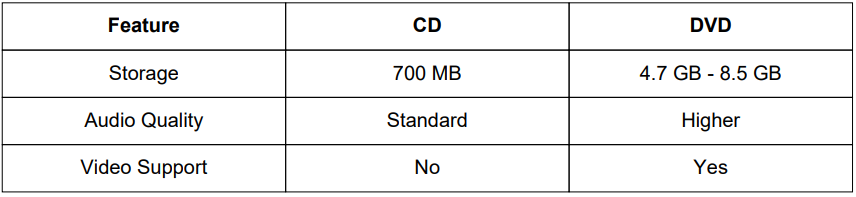 Feature CD DVD
Storage 700 MB 4.7 GB - 8.5 GB
Audio Quality Standard Higher
Video Support No Yes